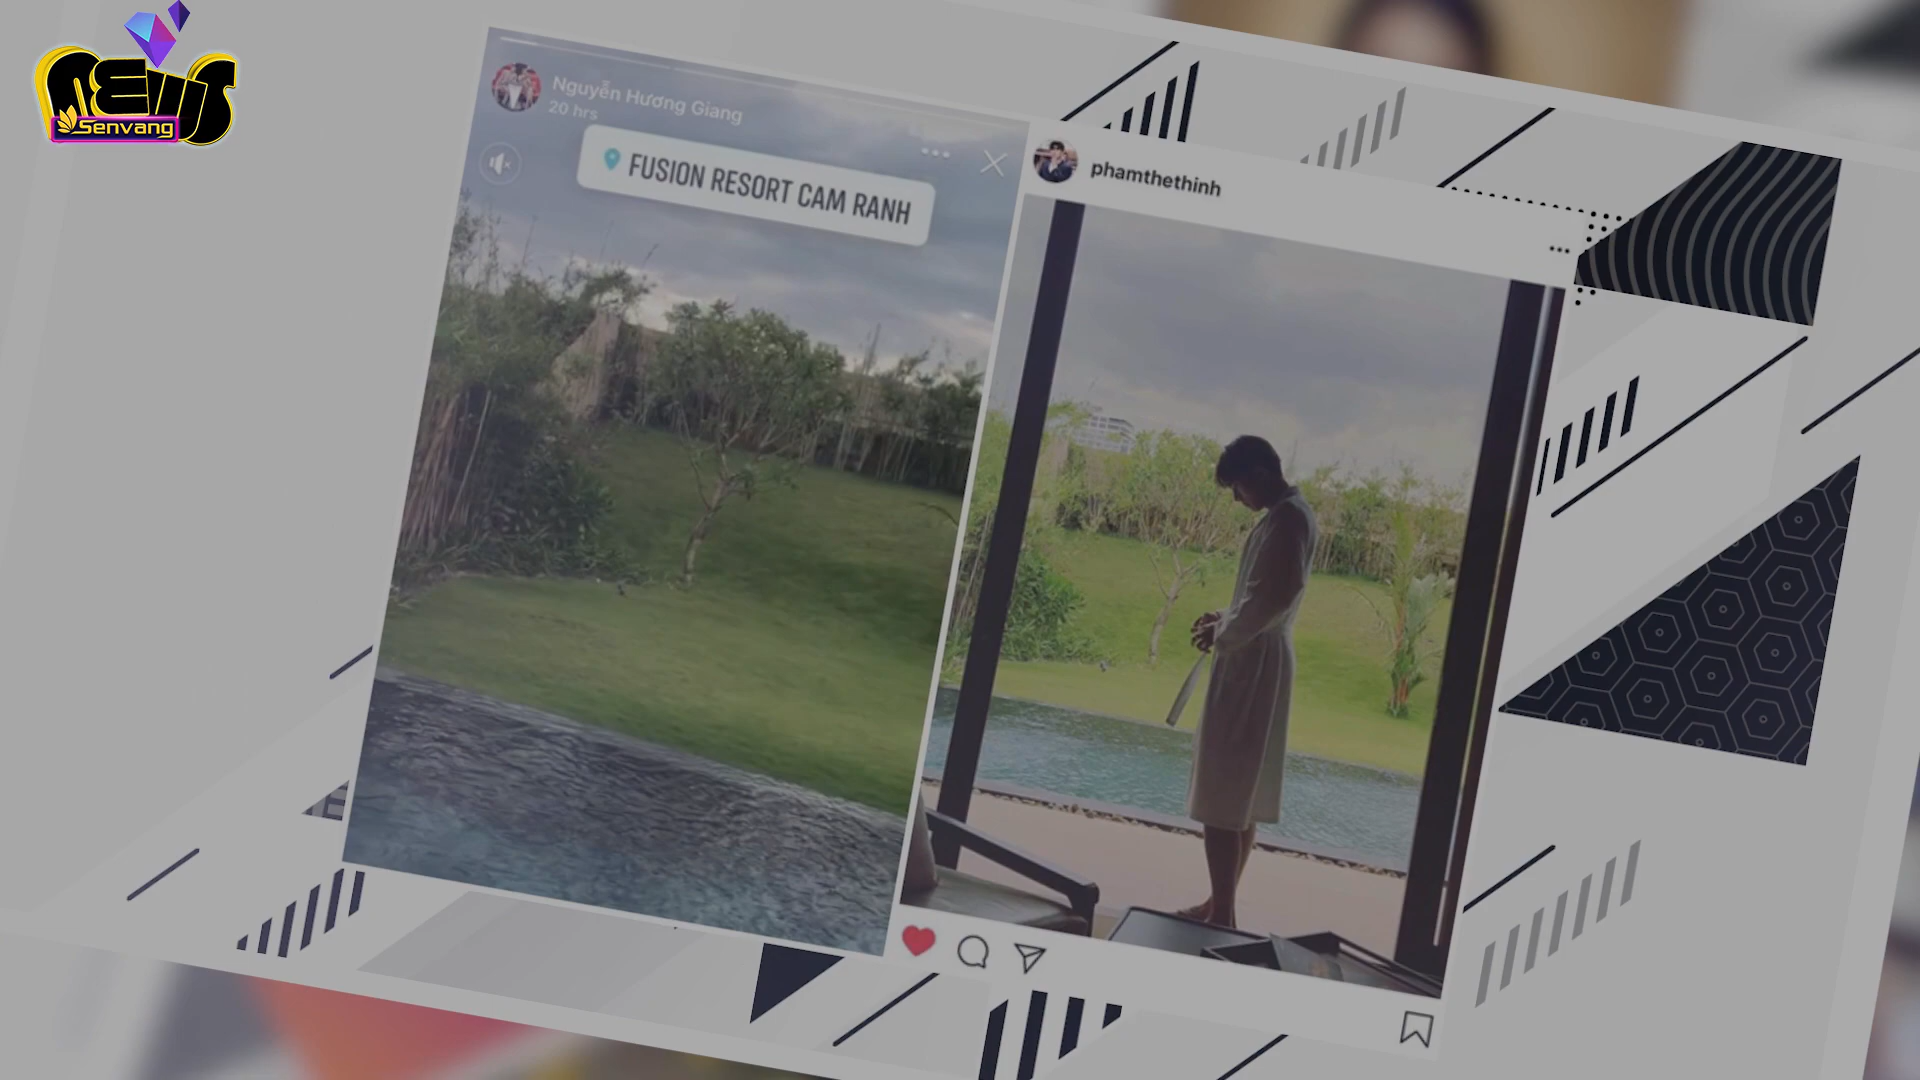 news
Senvang
Nguyễn Hương Giang
20 hrs
FUSION RESORT CAM RANH
phamthethinh